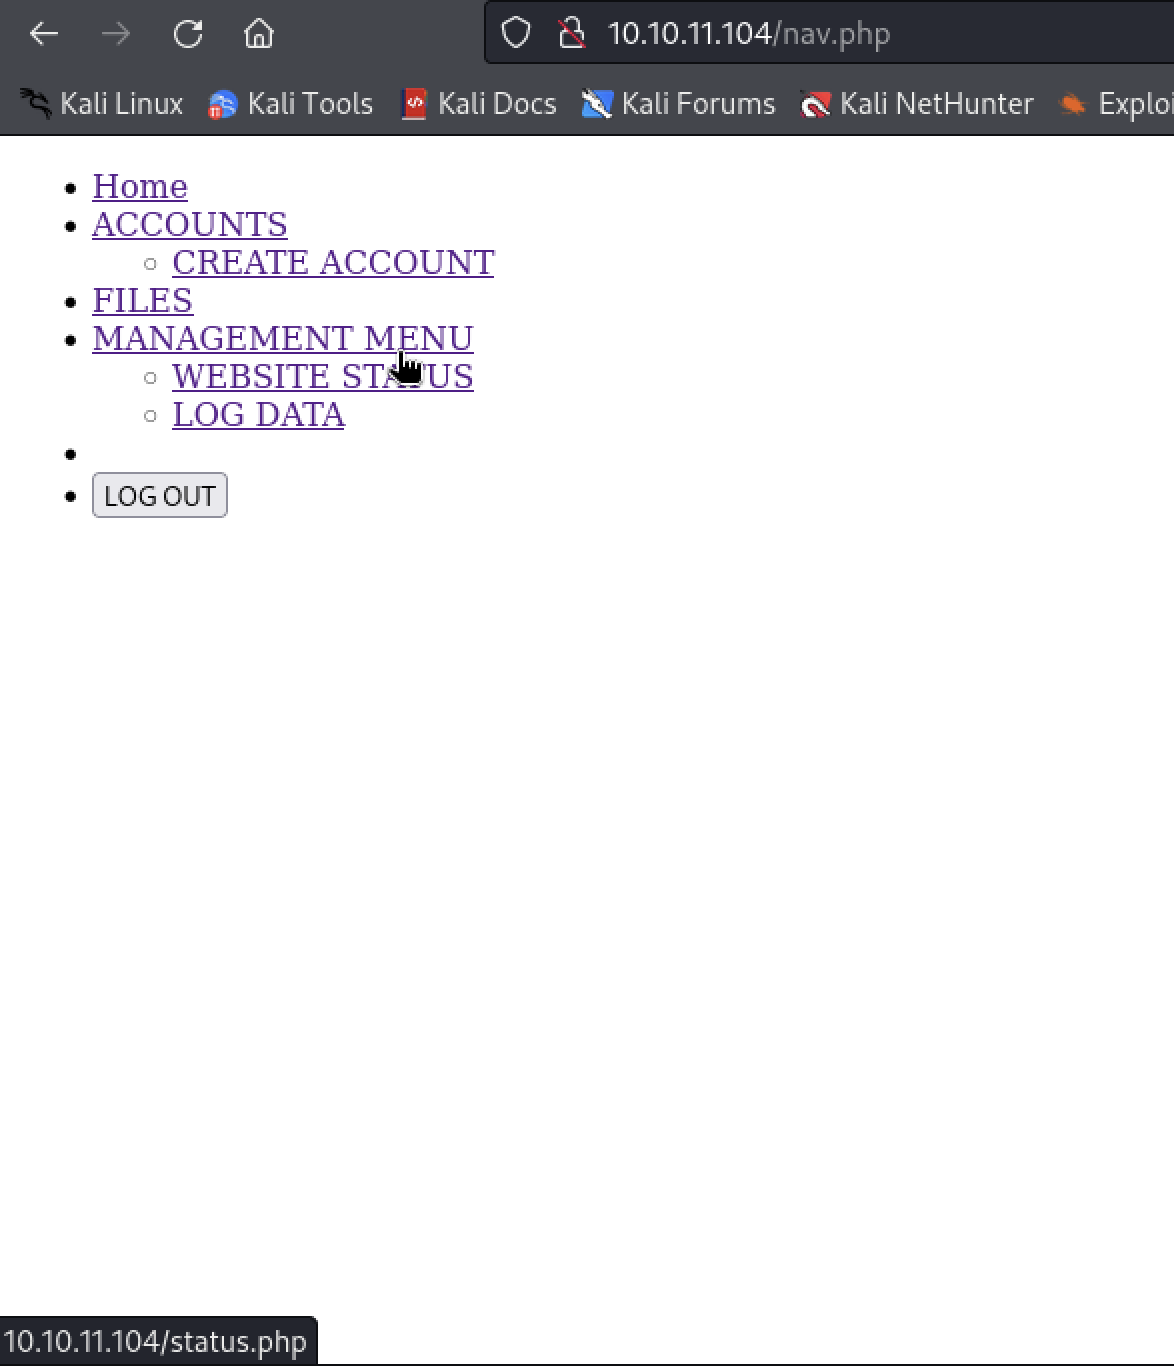 10.10.11.104/nav.php
Kali Linux Kali Tools Kali Docs Kali Forums Kali NetHunter Exploi
Home
ACCOUNTS
CREATE ACCOUNT
FILES
MANAGEMENT MENU
WEBSITE STATUS
LOG DATA
LOG OUT
10.10.11.104/status.php